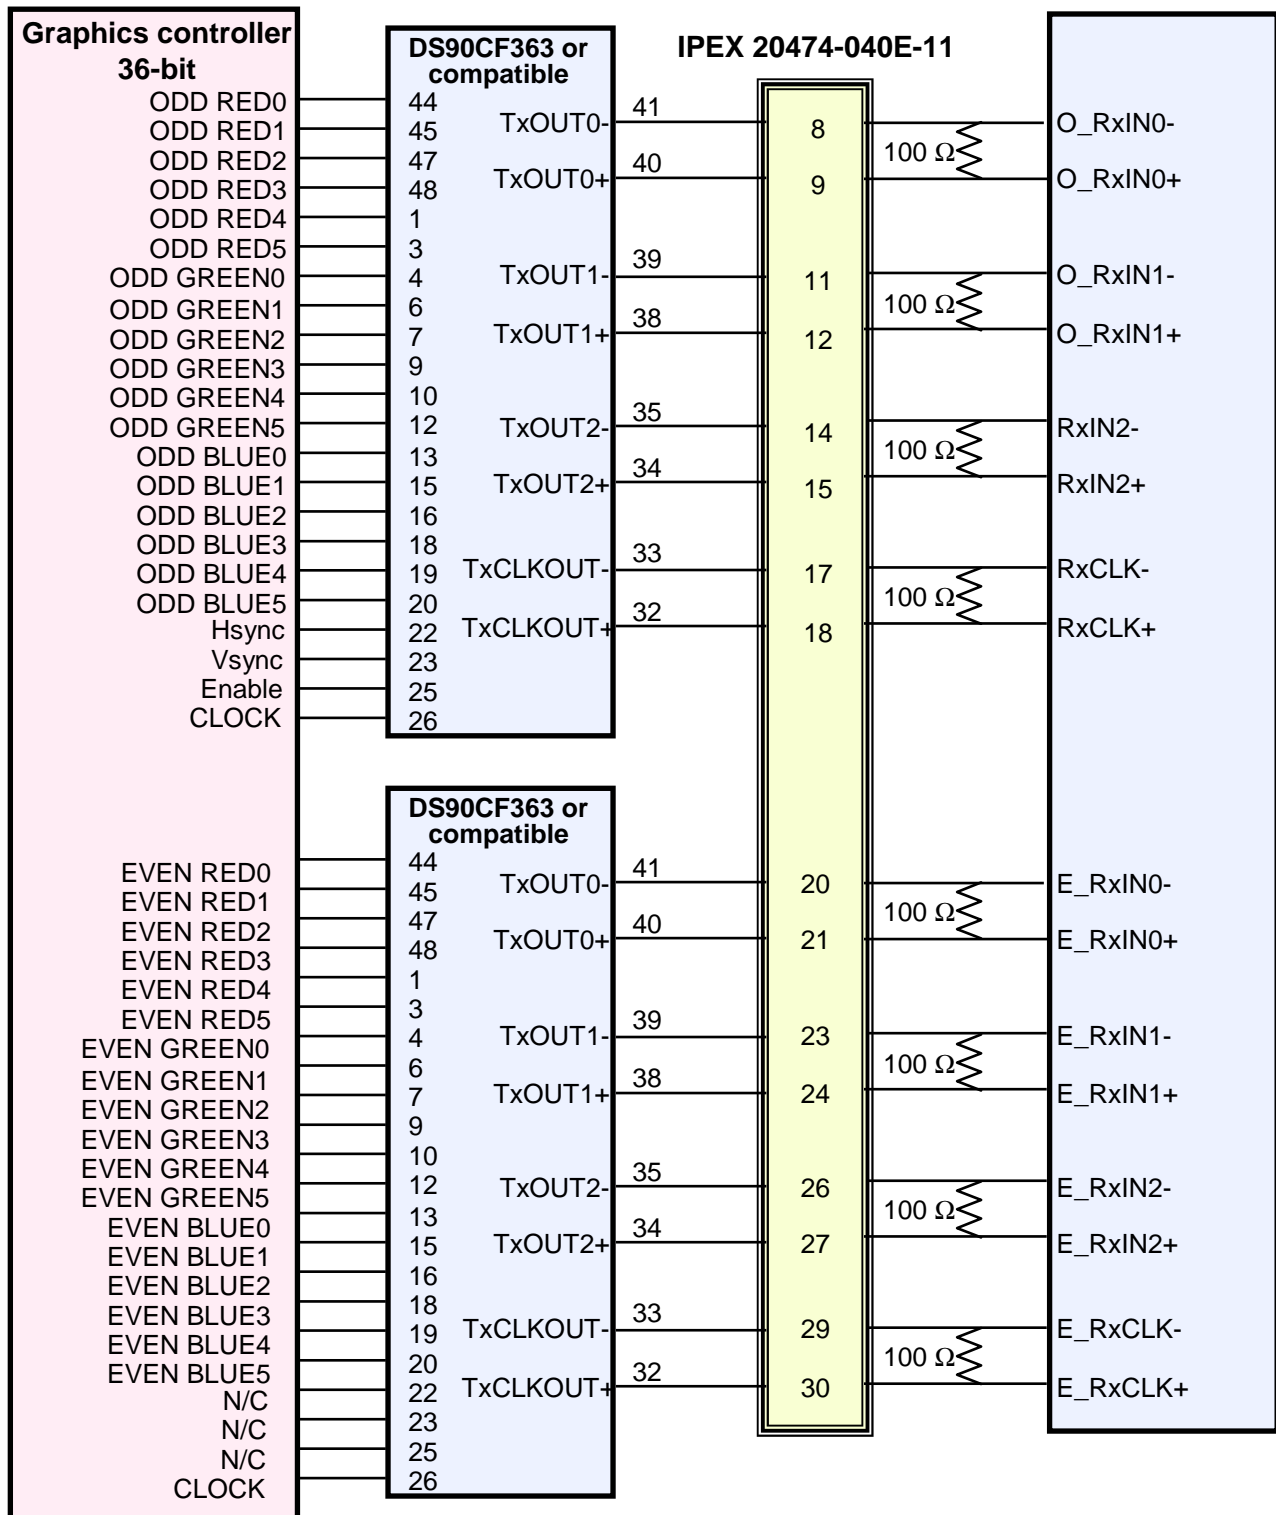 Graphics controller
36-bit
ODD RED0
ODD RED1
ODD RED2
ODD RED3
ODD RED4
ODD RED5
ODD GREEN0
ODD GREEN1
ODD GREEN2
ODD GREEN3
ODD GREEN4
ODD GREEN5
ODD BLUE0
ODD BLUE1
ODD BLUE2
ODD BLUE3
ODD BLUE4
ODD BLUE5
Hsync
Vsync
Enable
CLOCK
EVEN RED0
EVEN RED1
EVEN RED2
EVEN RED3
EVEN RED4
EVEN RED5
EVEN GREEN0
EVEN GREEN1
EVEN GREEN2
EVEN GREEN3
EVEN GREEN4
EVEN GREEN5
EVEN BLUE0
EVEN BLUE1
EVEN BLUE2
EVEN BLUE3
EVEN BLUE4
EVEN BLUE5
N/C
N/C
N/C
CLOCK
DS90CF363 or
compatible
44
45
47
48
1
3
4
6
7
9
10
12
13
15
16
18
19
20
22
23
25
26
TxOUT0-
TxOUT0+
TxOUT1-
TxOUT1+
TxOUT2-
TxOUT2+
TxCLKOUT-
TxCLKOUT+
41
40
39
38
35
34
33
32
DS90CF363 or
compatible
44
45
47
48
1
3
4
6
7
9
10
12
13
15
16
18
19
20
22
23
25
26
TxOUT0-
TxOUT0+
TxOUT1-
TxOUT1+
TxOUT2-
TxOUT2+
TxCLKOUT-
TxCLKOUT+
41
40
39
38
35
34
33
32
IPEX 20474-040E-11
8
9
11
12
14
15
17
18
20
21
23
24
26
27
29
30
100 Ω
100 Ω
100 Ω
100 Ω
100 Ω
100 Ω
100 Ω
100 Ω
O_RxIN0-
O_RxIN0+
O_RxIN1-
O_RxIN1+
RxIN2-
RxIN2+
RxCLK-
RxCLK+
E_RxIN0-
E_RxIN0+
E_RxIN1-
E_RxIN1+
E_RxIN2-
E_RxIN2+
E_RxCLK-
E_RxCLK+